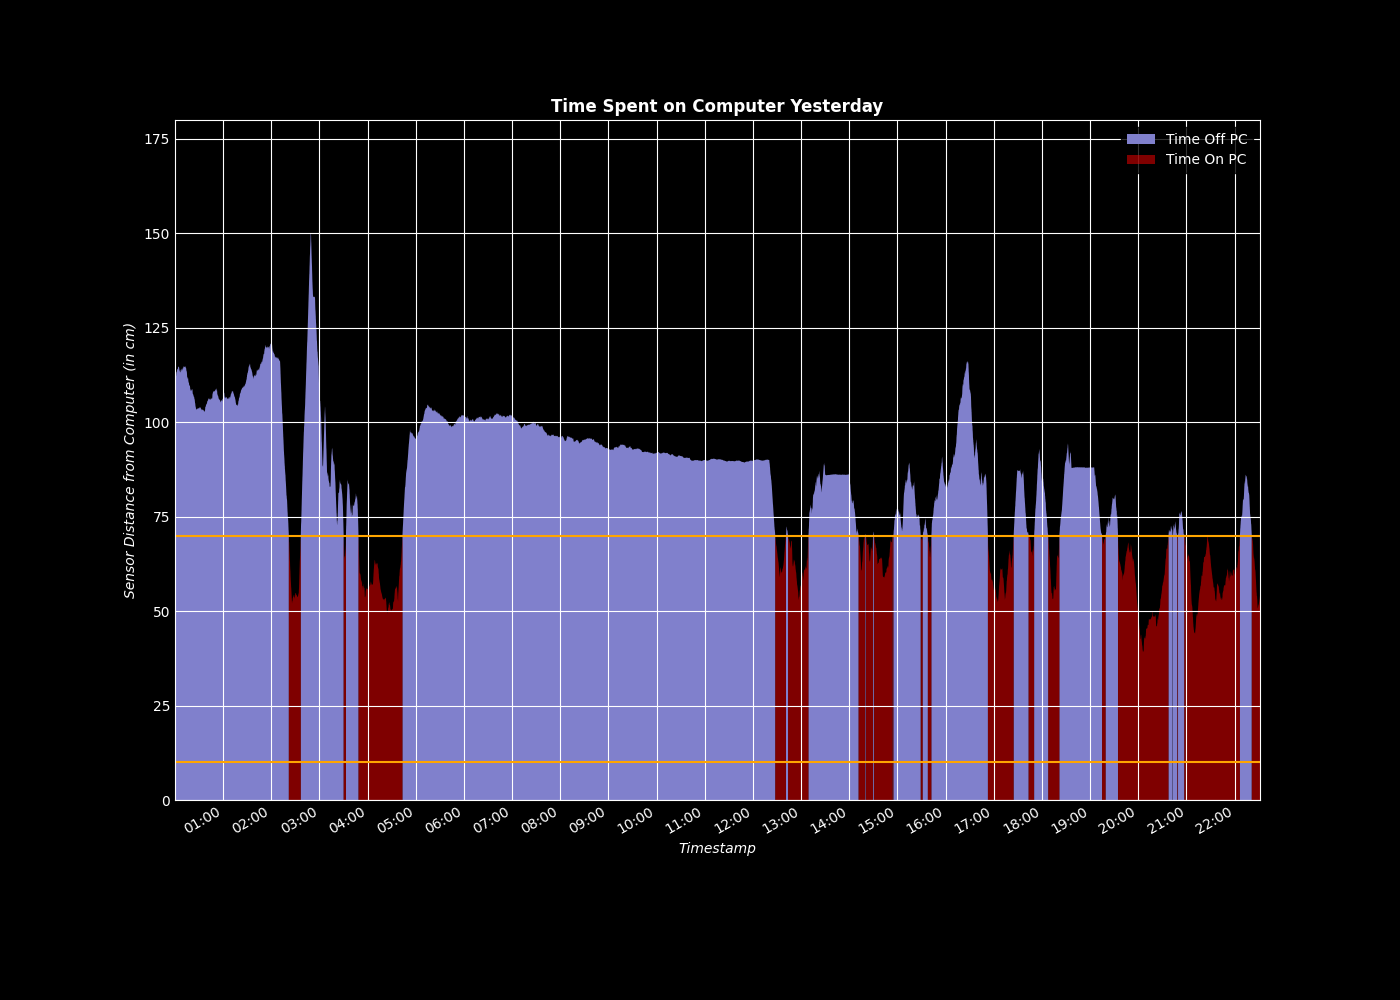 Time Spent on Computer Yesterday
Time Off PC
Time On PC
Sensor Distance from Computer (in cm)
175
150
125
100
75
50
25
0
01:00 02:00 03:00 04:00 05:00 06:00 07:00 08:00 09:00 10:00 11:00 12:00 13:00 14:00 15:00 16:00 17:00 18:00 19:00 20:00 21:00 22:00
Timestamp